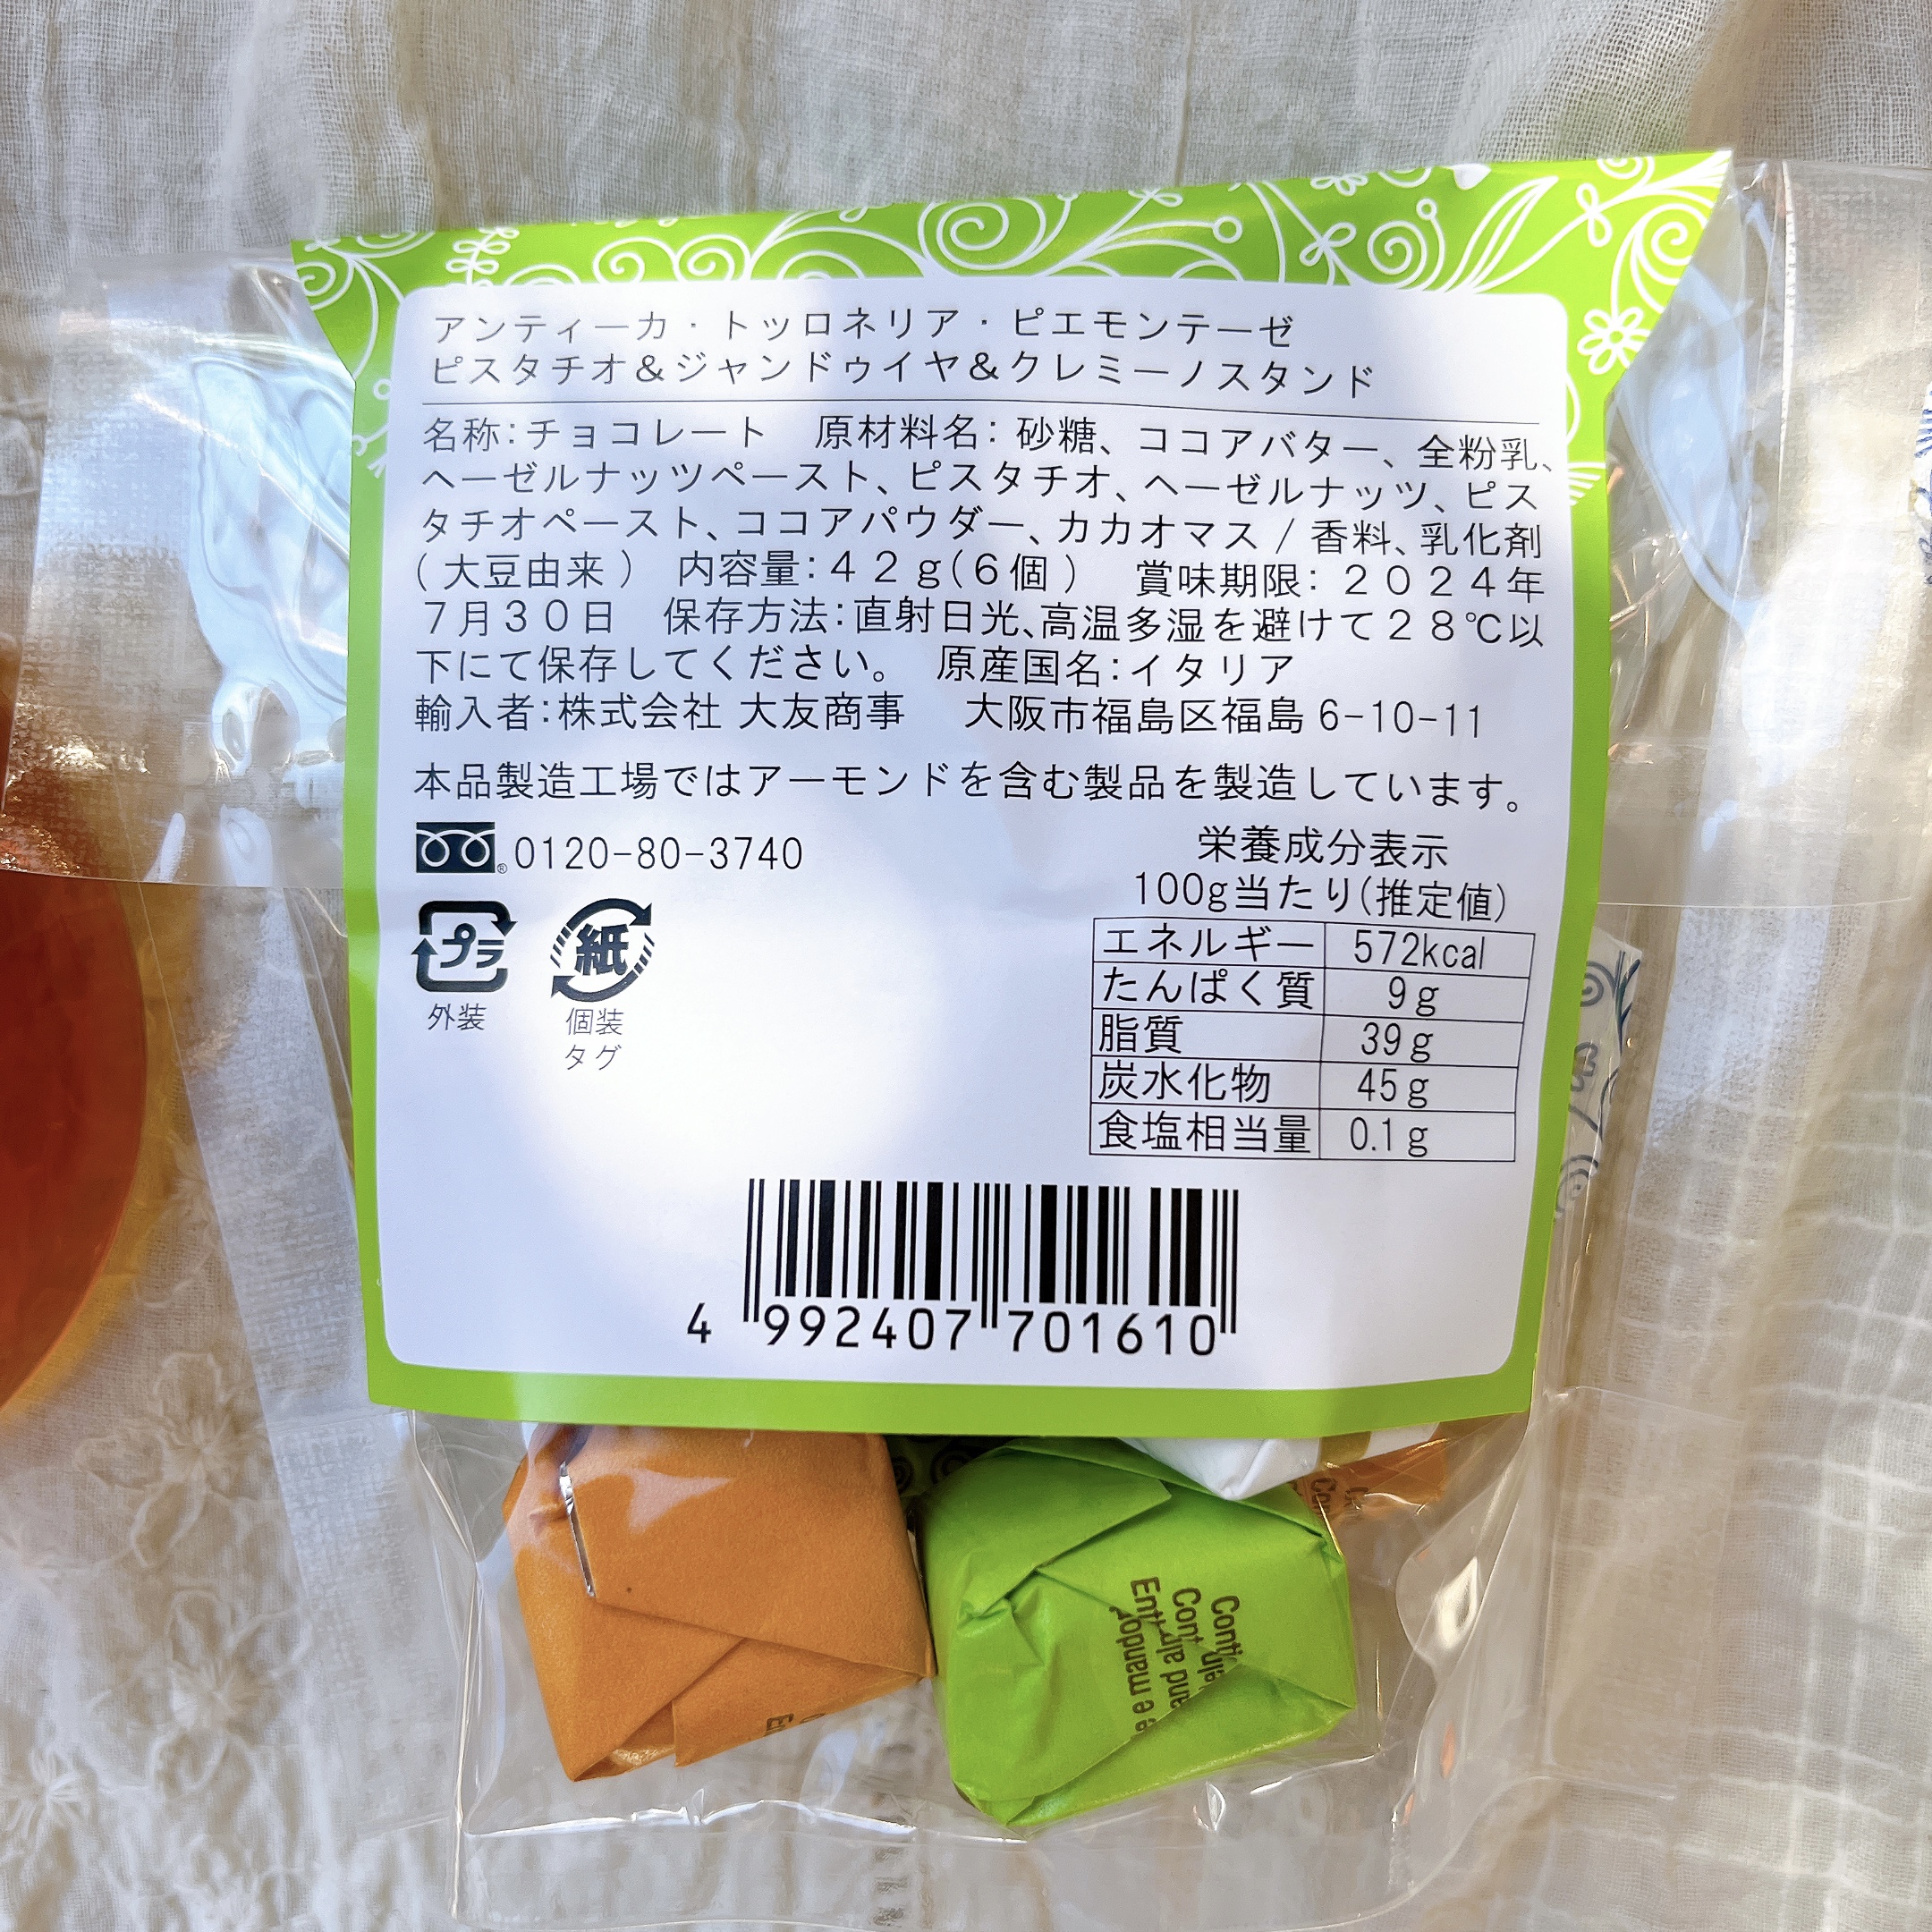 アンティーカ・トッロネリア・ピエモンテーゼ
ピスタチオ&ジャンドゥイヤ&クレミーノスタンド
名称:チョコレート　原材料名:砂糖、ココアバター、全粉乳、
ヘーゼルナッツペースト、ピスタチオ、ヘーゼルナッツ、ピス
タチオペースト、ココアパウダー、カカオマス / 香料、乳化剤
(大豆由来)　内容量:42g(6個)　賞味期限:2024年
7月30日　保存方法:直射日光、高温多湿を避けて28℃以
下にて保存してください。　原産国名:イタリア
輸入者:株式会社 大友商事　大阪市福島区福島6-10-11
本品製造工場ではアーモンドを含む製品を製造しています。
0120-80-3740
プラ
外装
紙
個装
タグ
栄養成分表示
100g当たり(推定値)
エネルギー 572kcal
たんぱく質 9g
脂質 39g
炭水化物 45g
食塩相当量 0.1g
4 992407 701610
and
e mando